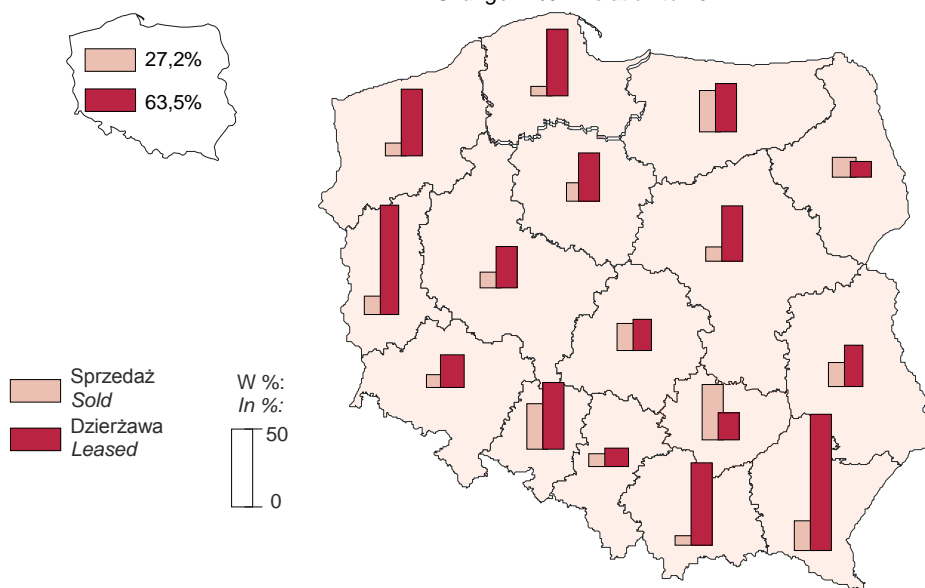 27,2%
63,5%
Sprzedaż
Sold
Dzierżawa
Leased
W %:
In %:
50
0